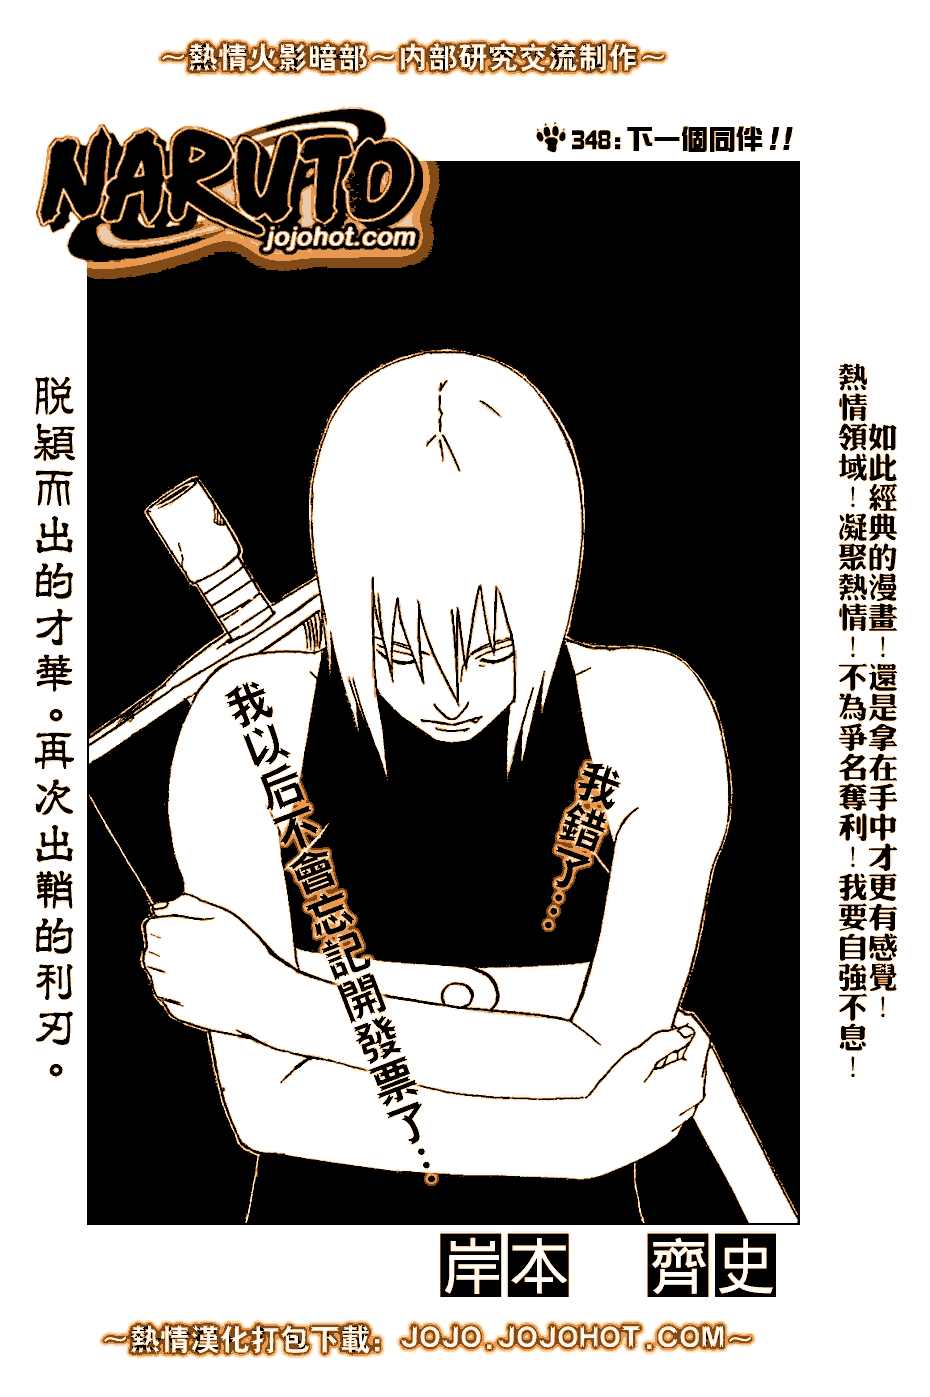 ～熱情火影暗部～内部研究交流制作～
348:下一個同伴!!
NARUTO
jojohot.com
如此經典的漫畫！還是拿在手中才更有感覺！
熱情領域！凝聚熱情！不為爭名奪利！我要自強不息！
我錯了…
我以后不會忘記開發票了…。
脱穎而出的才華。再次出鞘的利刃。
岸本 齊史
～熱情漢化打包下載：JOJO.JOJOHOT.COM～